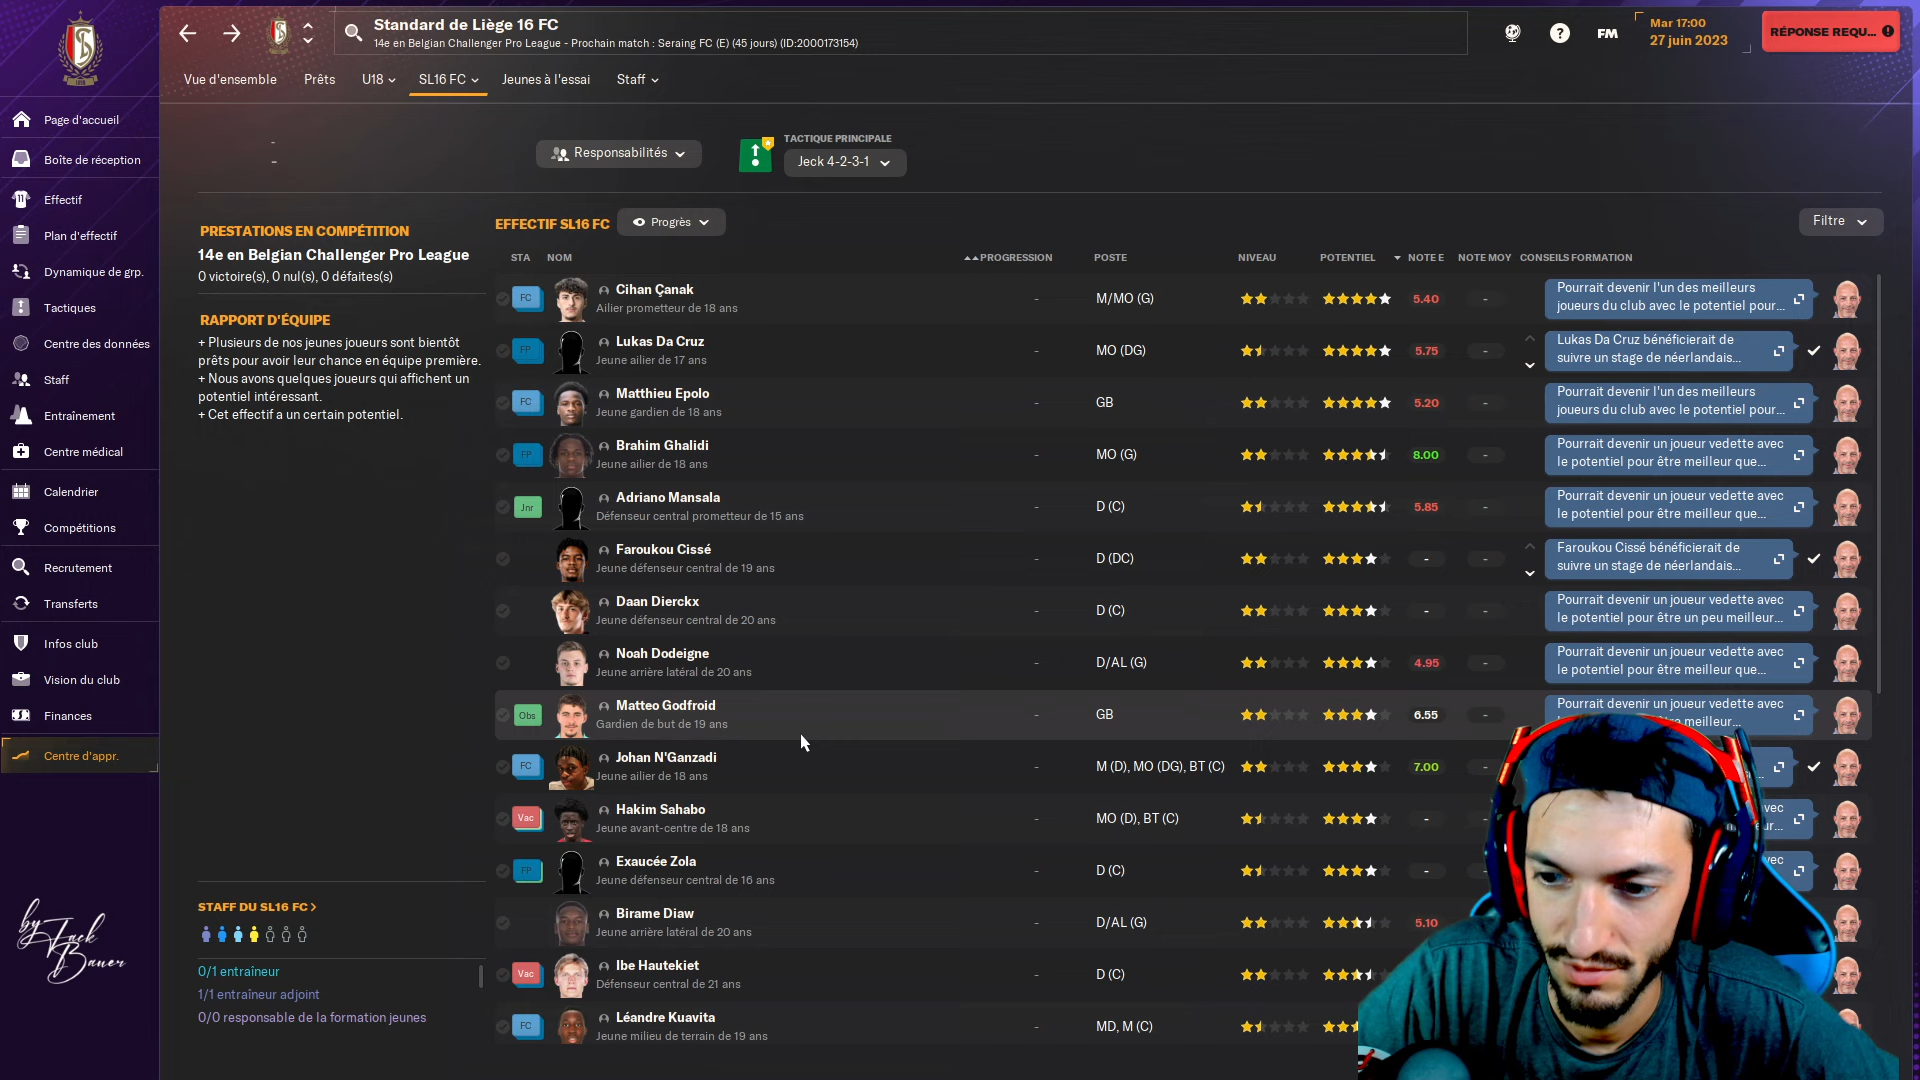 Standard de Liège 16 FC
14e en Belgian Challenger Pro League - Prochain match : Seraing FC (E) (45 jours) (ID:2000173154)
FM
Mar 17:00
27 juin 2023
RÉPONSE REQU...
Vue d'ensemble
Prêts
U18
SL16 FC
Jeunes à l'essai
Staff
Page d'accueil
Boîte de réception
Effectif
Plan d'effectif
Dynamique de grp.
Tactiques
Centre des données
Staff
Entraînement
Centre médical
Calendrier
Compétitions
Recrutement
Transferts
Infos club
Vision du club
Finances
Centre d'appr.
by Jack Bauer
-
-
Responsabilités
TACTIQUE PRINCIPALE
Jeck 4-2-3-1
PRESTATIONS EN COMPÉTITION
14e en Belgian Challenger Pro League
0 victoire(s), 0 nul(s), 0 défaites(s)
RAPPORT D'ÉQUIPE
+ Plusieurs de nos jeunes joueurs sont bientôt
prêts pour avoir leur chance en équipe première.
+ Nous avons quelques joueurs qui affichent un
potentiel intéressant.
+ Cet effectif a un certain potentiel.
STAFF DU SL16 FC >
0/1 entraîneur
1/1 entraîneur adjoint
0/0 responsable de la formation jeunes
EFFECTIF SL16 FC
Progrès
Filtre
STA NOM PROGRESSION POSTE NIVEAU POTENTIEL NOTE E NOTE MOY CONSEILS FORMATION
FC Cihan Çanak - M/MO (G) 5.40 -
Ailier prometteur de 18 ans
Pourrait devenir l'un des meilleurs
joueurs du club avec le potentiel pour...
FP Lukas Da Cruz - MO (DG) 5.75 -
Jeune ailier de 17 ans
Lukas Da Cruz bénéficierait de
suivre un stage de néerlandais...
FC Matthieu Epolo - GB 5.20 -
Jeune gardien de 18 ans
Pourrait devenir l'un des meilleurs
joueurs du club avec le potentiel pour...
FP Brahim Ghalidi - MO (G) 8.00 -
Jeune ailier de 18 ans
Pourrait devenir un joueur vedette avec
le potentiel pour être meilleur que...
Jnr Adriano Mansala - D (C) 5.85 -
Défenseur central prometteur de 15 ans
Pourrait devenir un joueur vedette avec
le potentiel pour être meilleur que...
Faroukou Cissé - D (DC) - -
Jeune défenseur central de 19 ans
Faroukou Cissé bénéficierait de
suivre un stage de néerlandais...
Daan Dierckx - D (C) - -
Jeune défenseur central de 20 ans
Pourrait devenir un joueur vedette avec
le potentiel pour être un peu meilleur...
Noah Dodeigne - D/AL (G) 4.95 -
Jeune arrière latéral de 20 ans
Pourrait devenir un joueur vedette avec
le potentiel pour être meilleur que...
Obs Matteo Godfroid - GB 6.55 -
Gardien de but de 19 ans
Pourrait devenir un joueur vedette avec
meilleur...
FC Johan N'Ganzadi - M (D), MO (DG), BT (C) 7.00 -
Jeune ailier de 18 ans
Vac Hakim Sahabo - MO (D), BT (C) - -
Jeune avant-centre de 18 ans
FP Exaucée Zola - D (C) - -
Jeune défenseur central de 16 ans
Birame Diaw - D/AL (G) 5.10
Jeune arrière latéral de 20 ans
Vac Ibe Hautekiet - D (C)
Défenseur central de 21 ans
FC Léandre Kuavita - MD, M (C)
Jeune milieu de terrain de 19 ans